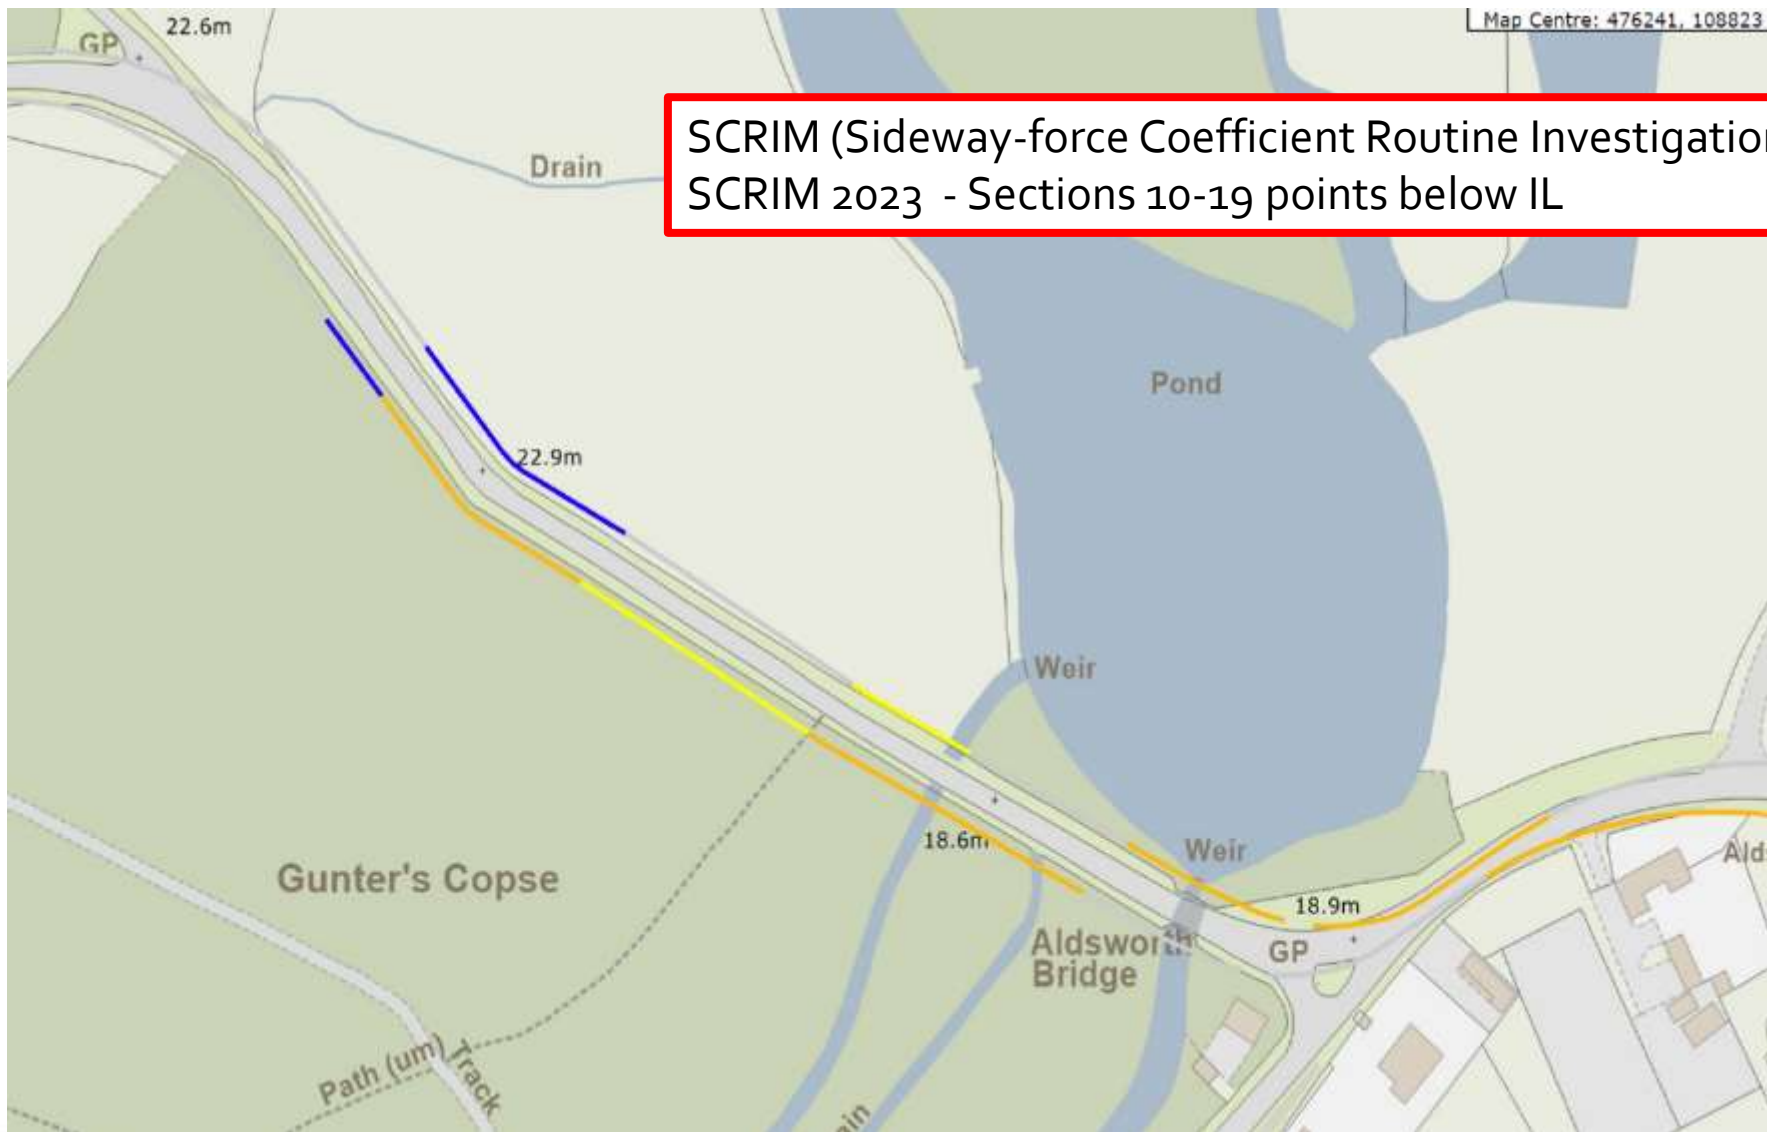 22.6m
Map Centre: 476241, 108823
GP
SCRIM (Sideway-force Coefficient Routine Investigation
SCRIM 2023 - Sections 10-19 points below IL
Drain
Pond
22.9m
Weir
18.6m
Weir
Gunter's Copse
18.9m
Aldsworth
Bridge
GP
Path (um)
Track